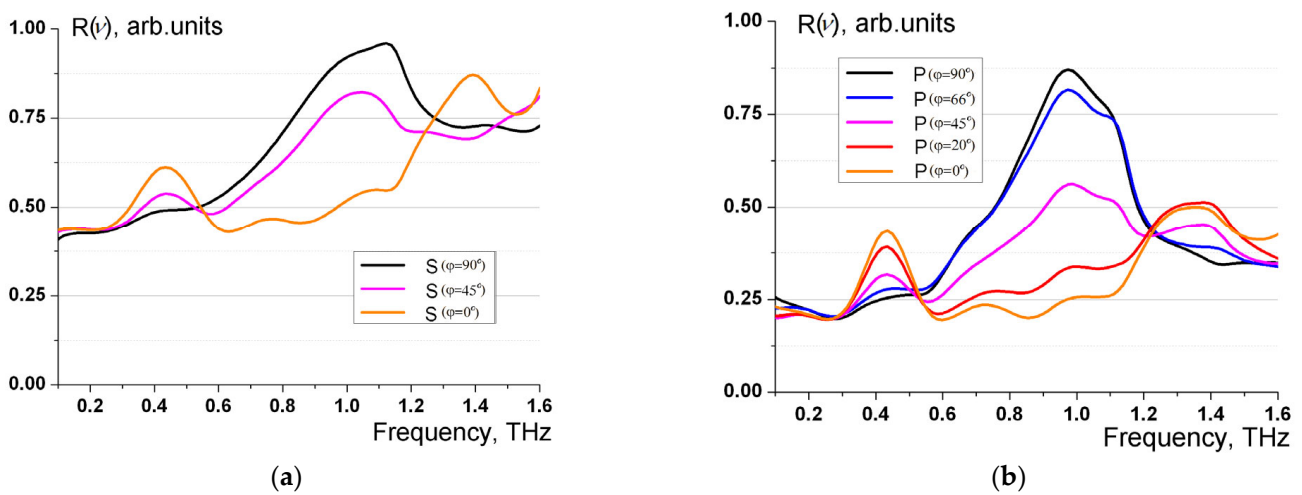 R(ν), arb.units
1.00
0.75
0.50
0.25
0.00
S (φ=90°)
S (φ=45°)
S (φ=0°)
0.2 0.4 0.6 0.8 1.0 1.2 1.4 1.6
Frequency, THz
(a)
R(ν), arb.units
1.00
0.75
0.50
0.25
0.00
P (φ=90°)
P (φ=66°)
P (φ=45°)
P (φ=20°)
P (φ=0°)
0.2 0.4 0.6 0.8 1.0 1.2 1.4 1.6
Frequency, THz
(b)